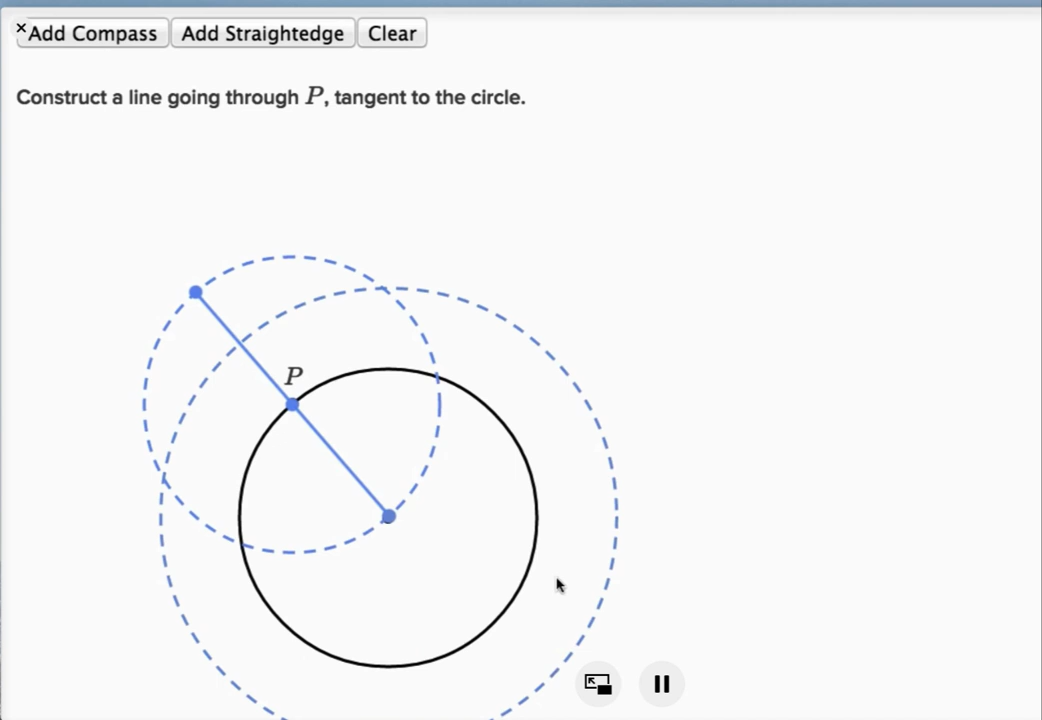 Add Compass Add Straightedge Clear
Construct a line going through P, tangent to the circle.
P